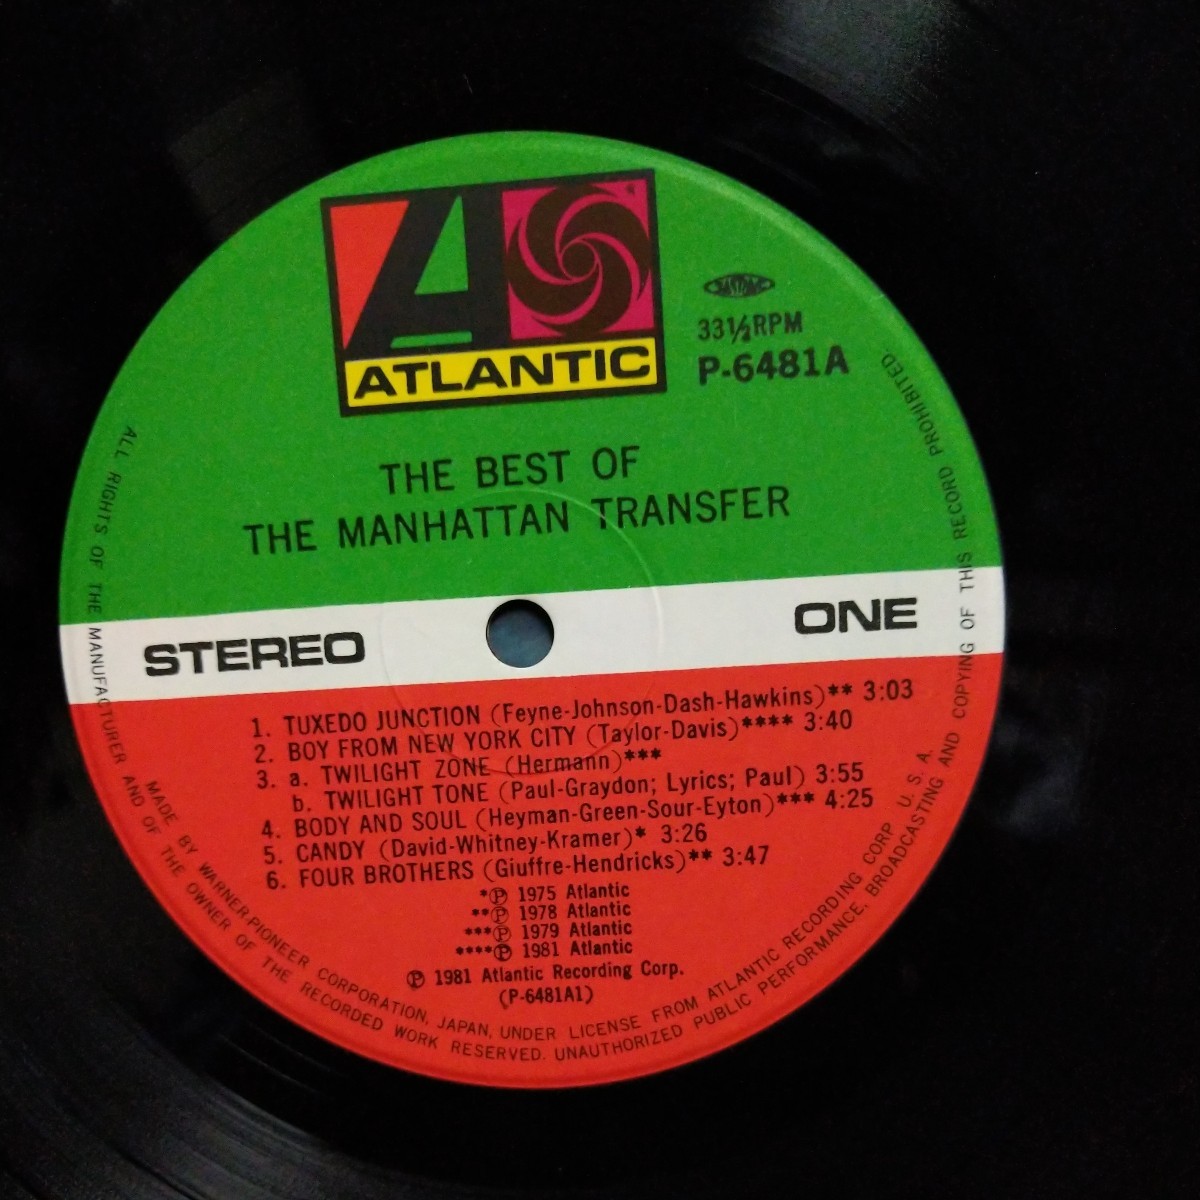 ATLANTIC
33⅓RPM
P-6481A
THE BEST OF
THE MANHATTAN TRANSFER
STEREO
ONE
1. TUXEDO JUNCTION (Feyne-Johnson-Dash-Hawkins)** 3:03
2. BOY FROM NEW YORK CITY (Taylor-Davis)**** 3:40
3. a. TWILIGHT ZONE (Hermann)***
b. TWILIGHT TONE (Paul-Graydon; Lyrics; Paul) 3:55
4. BODY AND SOUL (Heyman-Green-Sour-Eyton)*** 4:25
5. CANDY (David-Whitney-Kramer)* 3:26
6. FOUR BROTHERS (Giuffre-Hendricks)** 3:47
*℗ 1975 Atlantic
**℗ 1978 Atlantic
***℗ 1979 Atlantic
****℗ 1981 Atlantic
℗ 1981 Atlantic Recording Corp.
(P-6481A1)
MADE BY WARNER-PIONEER CORPORATION, JAPAN, UNDER LICENSE FROM ATLANTIC RECORDING CORP U. S. A.
ALL RIGHTS OF THE MANUFACTURER AND OF THE OWNER OF THE RECORDED WORK RESERVED. UNAUTHORIZED PUBLIC PERFORMANCE, BROADCASTING AND COPYING OF THIS RECORD PROHIBITED.